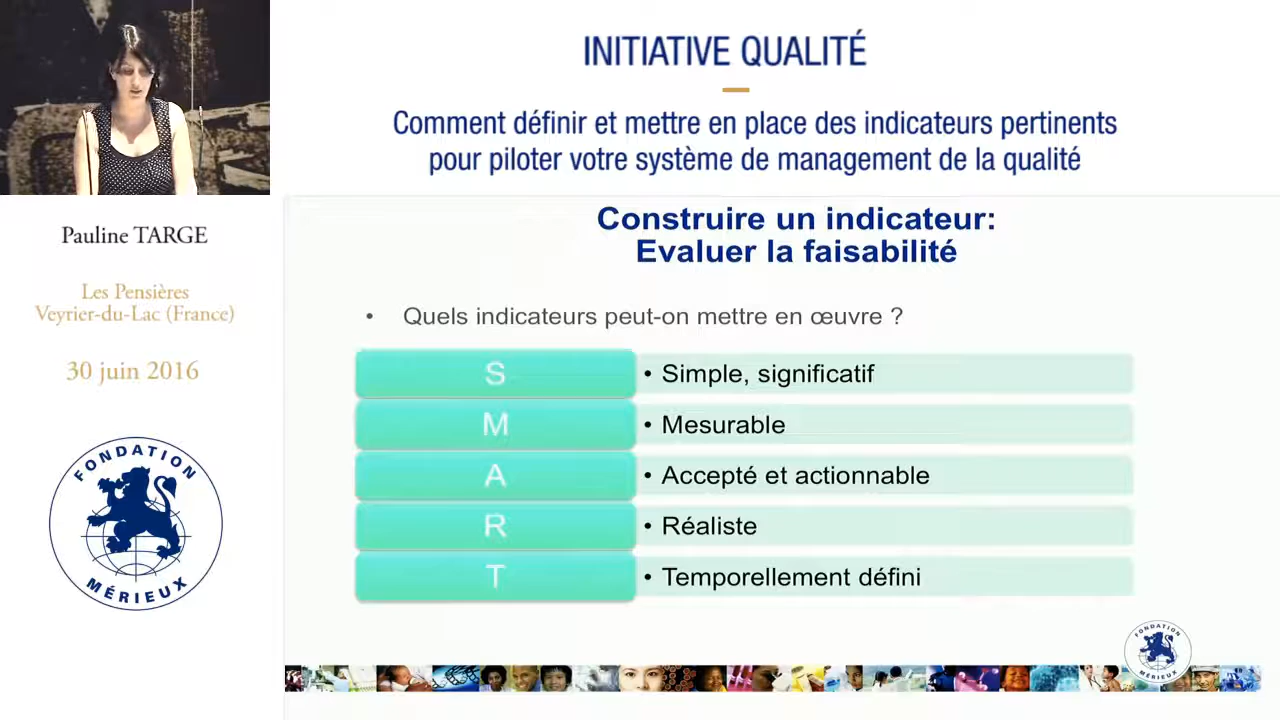 INITIATIVE QUALITÉ
Comment définir et mettre en place des indicateurs pertinents
pour piloter votre système de management de la qualité
Pauline TARGE
Les Pensières
Veyrier-du-Lac (France)
30 juin 2016
FONDATION
MÉRIEUX
Construire un indicateur:
Evaluer la faisabilité
• Quels indicateurs peut-on mettre en œuvre ?
S • Simple, significatif
M • Mesurable
A • Accepté et actionnable
R • Réaliste
T • Temporellement défini
FONDATION
MÉRIEUX